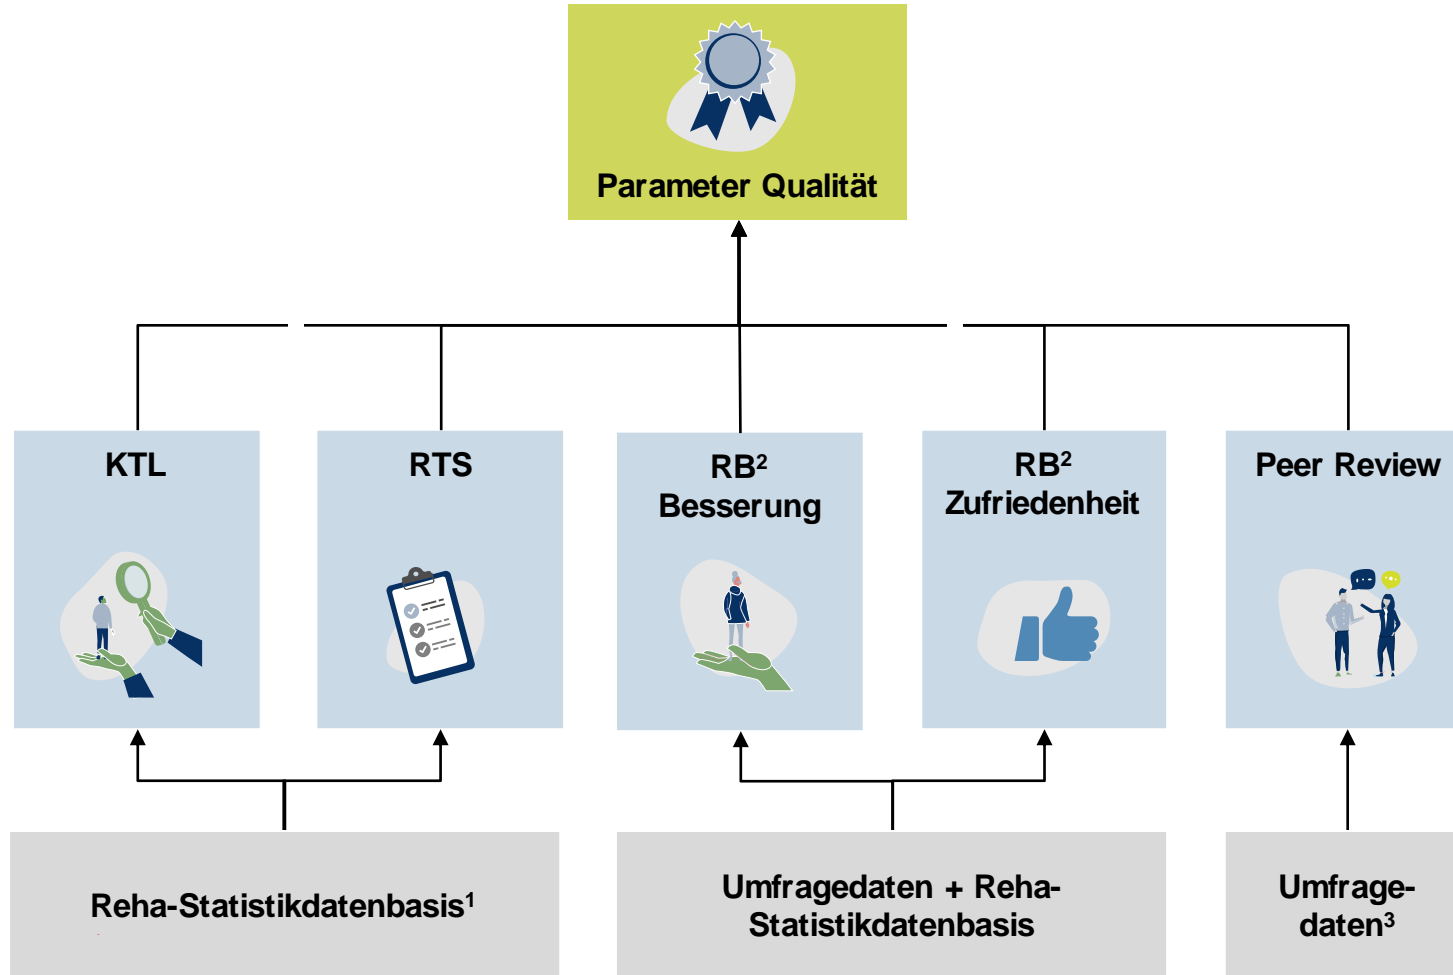 Parameter Qualität
KTL
RTS
RB²
Besserung
RB²
Zufriedenheit
Peer Review
Reha-Statistikdatenbasis¹
Umfragedaten + Reha-
Statistikdatenbasis
Umfrage-
daten³